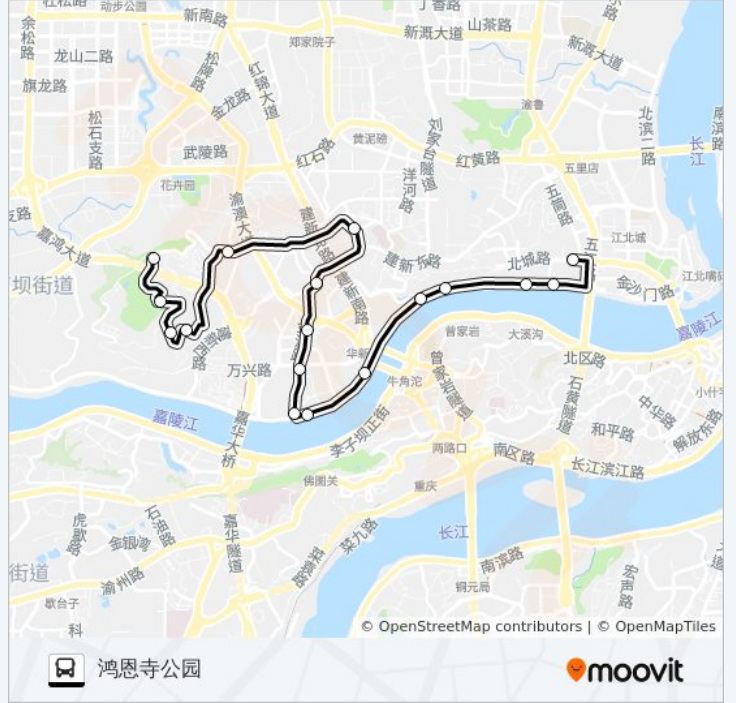 动步公园
新南路
新溉大道
山茶路
新溉大道
余松路
龙山二路
松牌路
郑家院子
红锦大道
旗龙路
金龙路
渝鲁
松石支路
武陵路
红石路
黄泥磅
刘家台隧道
红黄路
北滨二路
长江
五里店
花卉园
洋河路
五简路
渝澳大
嘉鸿大道
建新东路
北城路
江北城
坝街道
金沙门路
建新南路
嘉陵江
曾家岩
大溪沟
北区路
华新
万兴路
牛角沱
曾家岩隧道
石黄隧道
嘉陵江
嘉华大桥
李子坝正街
中华路
和平路
解放东路
两路口
南区路
长江滨江路
佛图关
重庆
虎歇路
石油路
金银湾
嘉华隧道
菜九路
长江
街道
渝州路
南滨路
铜元局
宏声路
歇台子
科
© OpenStreetMap contributors | © OpenMapTiles
鸿恩寺公园
moovit